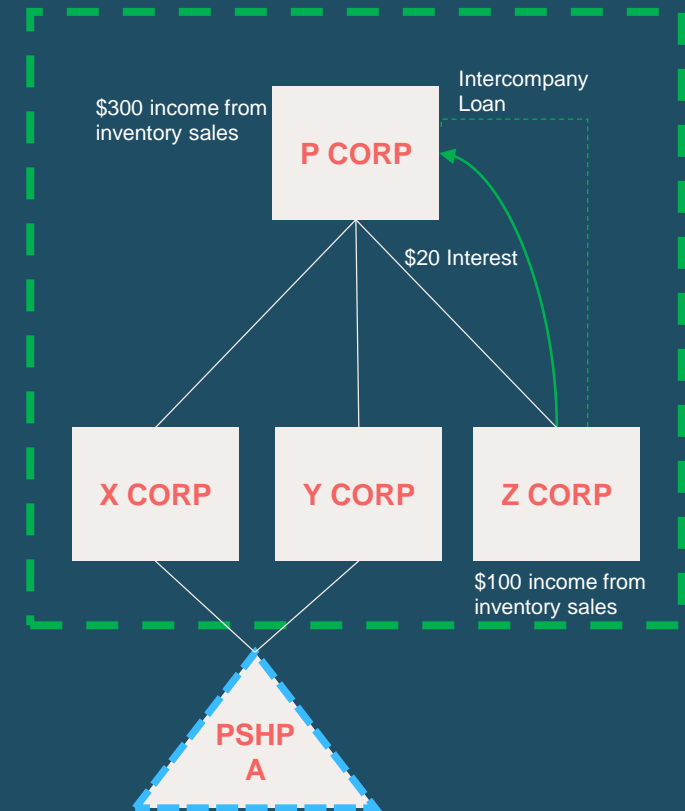 Intercompany
Loan
$300 income from
inventory sales
P CORP
$20 Interest
X CORP
Y CORP
Z CORP
$100 income from
inventory sales
PSHP
A